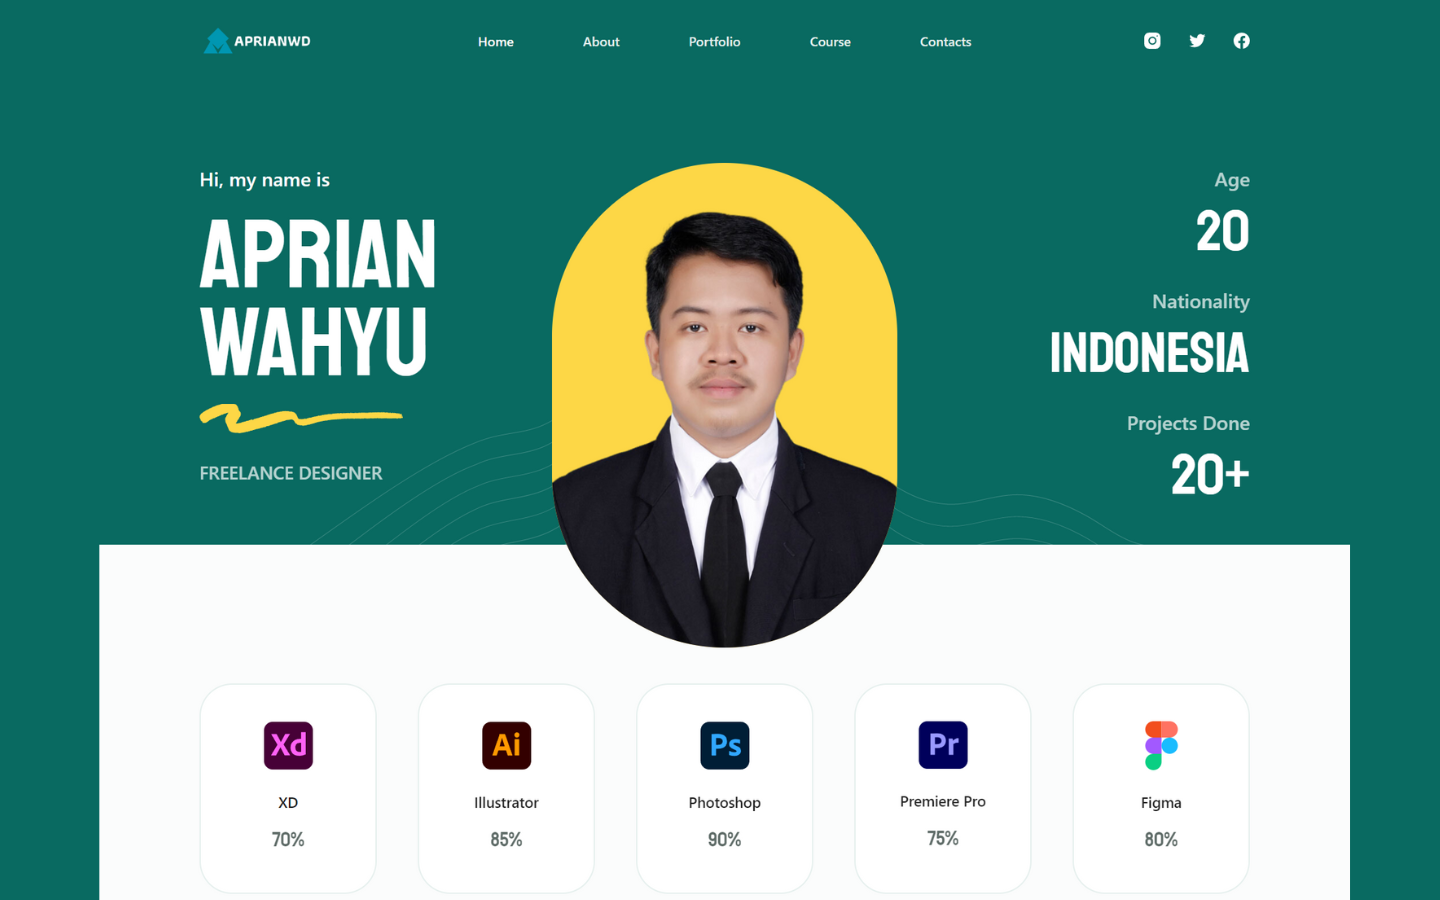 APRIANWD
Home
About
Portfolio
Course
Contacts
Hi, my name is
APRIAN
WAHYU
FREELANCE DESIGNER
Age
20
Nationality
INDONESIA
Projects Done
20+
Xd
XD
70%
Ai
Illustrator
85%
Ps
Photoshop
90%
Pr
Premiere Pro
75%
Figma
80%